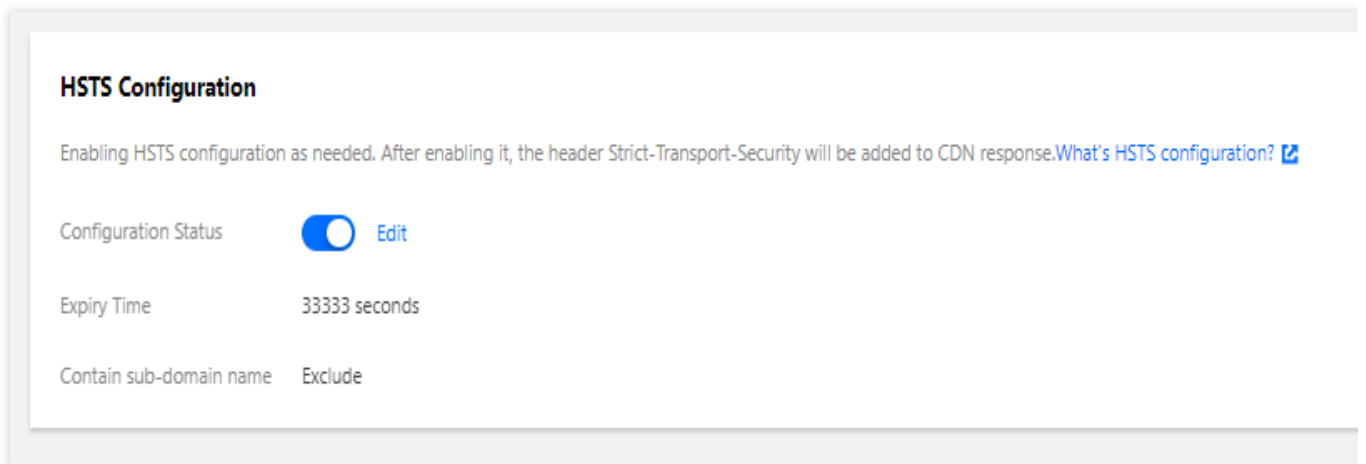 HSTS Configuration
Enabling HSTS configuration as needed. After enabling it, the header Strict-Transport-Security will be added to CDN response.What's HSTS configuration?
Configuration Status Edit
Expiry Time 33333 seconds
Contain sub-domain name Exclude